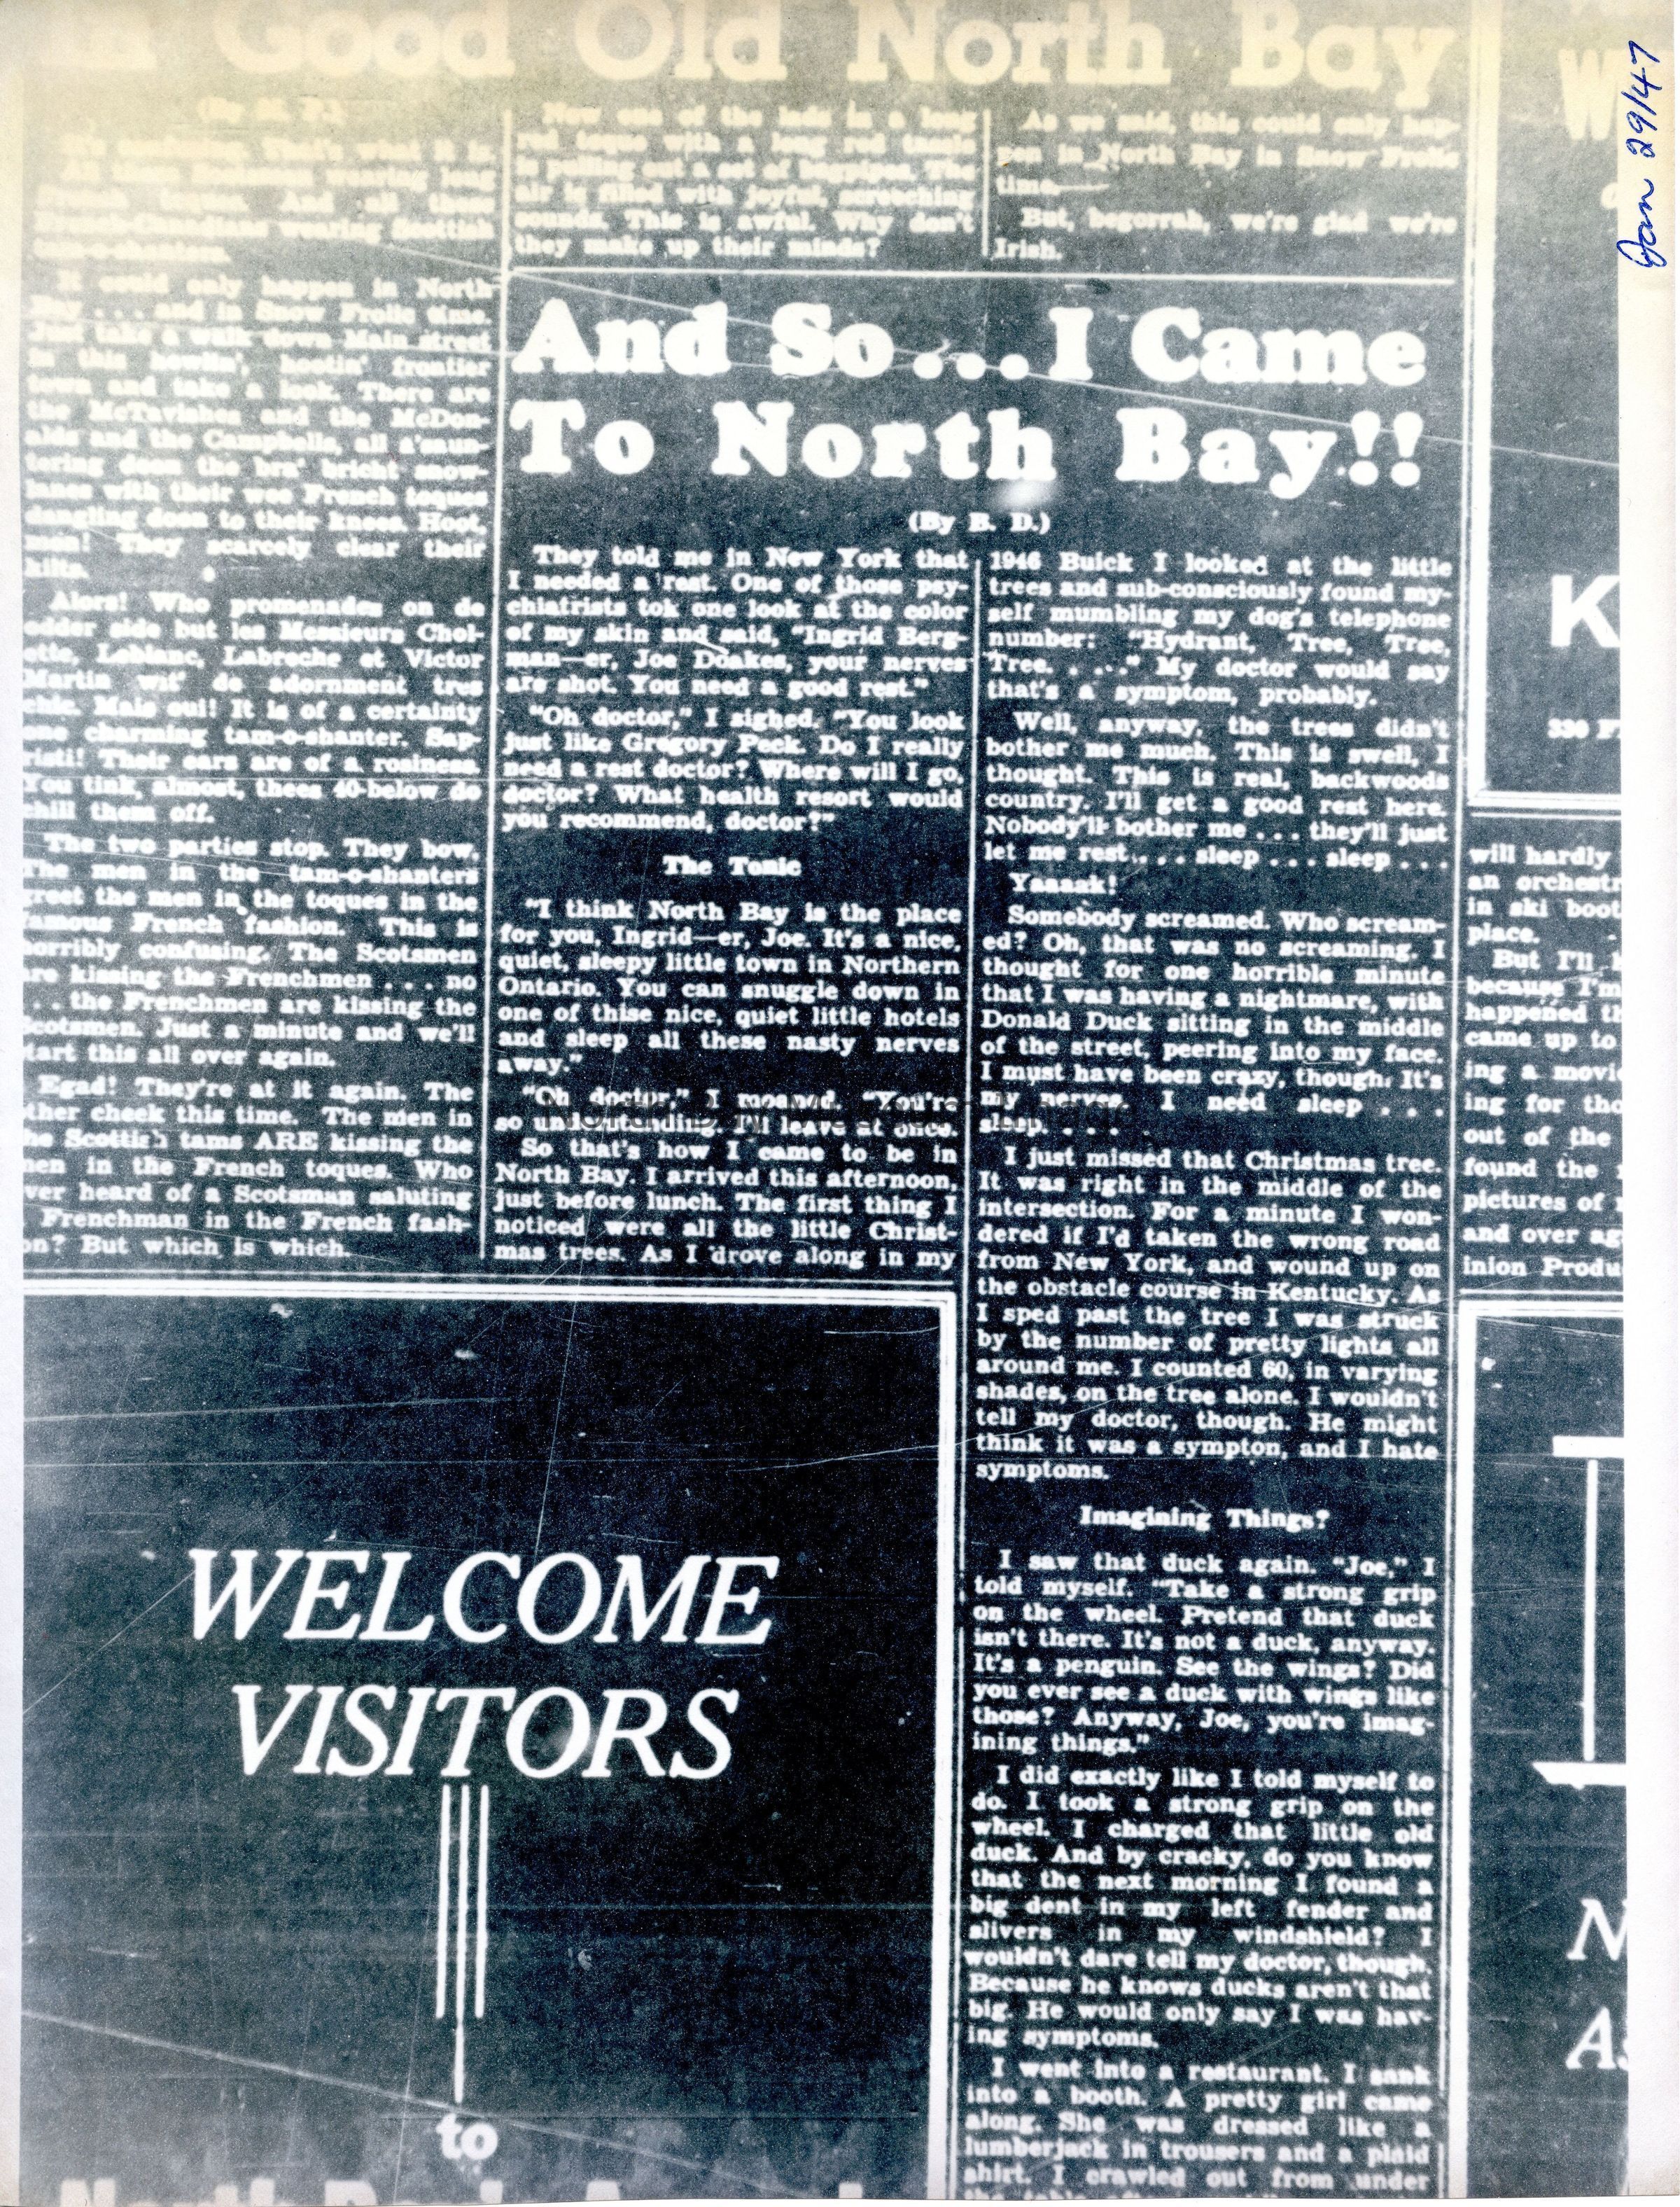 In Good Old North Bay
Jan 29/47
Now one of the lads in a
red toque with a long red
is pulling out a set of bagpipes. The
air is filled with joyful, screeching
sounds. This is awful. Why don't
they make up their minds?
As we said, this could only hap-
pen in North Bay in Snow Frolic
time.
But, begorrah, we're glad we're
Irish.
It could only happen in North
Bay . . . and in Snow Frolic time.
Just take a walk down Main street
in this howlin', hootin' frontier
town and take a look. There are
the McTavishes and the McDon-
alds and the Campbells, all a'saun-
tering doon the bra' bricht snow-
with their wee French toques
dangling doon to their knees. Hoot,
mon! They scarcely clear their
kilts.
Alors! Who promenades on de
odder side but les Messieurs Chol-
ette, Leblanc, Labreche et Victor
Martin wit' de adornment tres
chic. Mais oui! It is of a certainty
one charming tam-o-shanter. Sap-
risti! Their ears are of a rosiness.
You tink, almost, thees 40-below do
chill them off.
The two parties stop. They bow.
The men in the tam-o-shanters
greet the men in the toques in the
famous French fashion. This is
horribly confusing. The Scotsmen
are kissing the Frenchmen . . . no
. . . the Frenchmen are kissing the
Scotsmen. Just a minute and we'll
start this all over again.
Egad! They're at it again. The
other cheek this time. The men in
the Scottish tams ARE kissing the
men in the French toques. Who
ever heard of a Scotsman saluting
a Frenchman in the French fash-
on? But which is which.
And So...I Came
To North Bay!!
(By B. D.)
They told me in New York that
I needed a rest. One of those psy-
chiatrists tok one look at the color
of my skin and said, "Ingrid Berg-
man—er, Joe Doakes, your nerves
are shot. You need a good rest."
"Oh doctor," I sighed. "You look
just like Gregory Peck. Do I really
need a rest doctor? Where will I go,
doctor? What health resort would
you recommend, doctor?"
The Tonic
"I think North Bay is the place
for you, Ingrid—er, Joe. It's a nice,
quiet, sleepy little town in Northern
Ontario. You can snuggle down in
one of thise nice, quiet little hotels
and sleep all these nasty nerves
away."
"Oh doctor," I moaned. "You're
so understanding. I'll leave at once.
So that's how I came to be in
North Bay. I arrived this afternoon,
just before lunch. The first thing I
noticed were all the little Christ-
mas trees. As I drove along in my
1946 Buick I looked at the little
trees and sub-consciously found my-
self mumbling my dog's telephone
number: "Hydrant, Tree, Tree,
Tree. . . ." My doctor would say
that's a symptom, probably.
Well, anyway, the trees didn't
bother me much. This is swell, I
thought. This is real, backwoods
country. I'll get a good rest here.
Nobody'll bother me . . . they'll just
let me rest . . . sleep . . . sleep . . .
Yaaaak!
Somebody screamed. Who scream-
ed? Oh, that was no screaming. I
thought for one horrible minute
that I was having a nightmare, with
Donald Duck sitting in the middle
of the street, peering into my face.
I must have been crazy, though. It's
my nerves. I need sleep . . .
sleep. . . .
I just missed that Christmas tree.
It was right in the middle of the
intersection. For a minute I won-
dered if I'd taken the wrong road
from New York, and wound up on
the obstacle course in Kentucky. As
I sped past the tree I was struck
by the number of pretty lights all
around me. I counted 60, in varying
shades, on the tree alone. I wouldn't
tell my doctor, though. He might
think it was a sympton, and I hate
symptoms.
Imagining Things?
I saw that duck again. "Joe," I
told myself. "Take a strong grip
on the wheel. Pretend that duck
isn't there. It's not a duck, anyway.
It's a penguin. See the wings? Did
you ever see a duck with wings like
those? Anyway, Joe, you're imag-
ining things."
I did exactly like I told myself to
do. I took a strong grip on the
wheel. I charged that little old
duck. And by cracky, do you know
that the next morning I found a
big dent in my left fender and
slivers in my windshield? I
wouldn't dare tell my doctor, though.
Because he knows ducks aren't that
big. He would only say I was hav-
ing symptoms.
I went into a restaurant. I sank
into a booth. A pretty girl came
along. She was dressed like a
lumberjack in trousers and a plaid
shirt. I crawled out from under
WELCOME
VISITORS
to
K
330 F
will hardly
an orchestr
in ski boot
place.
But I'll
because I'm
happened th
came up to
ing a movi
ing for tho
out of the
found the
pictures of
and over ag
inion Produ
N
As